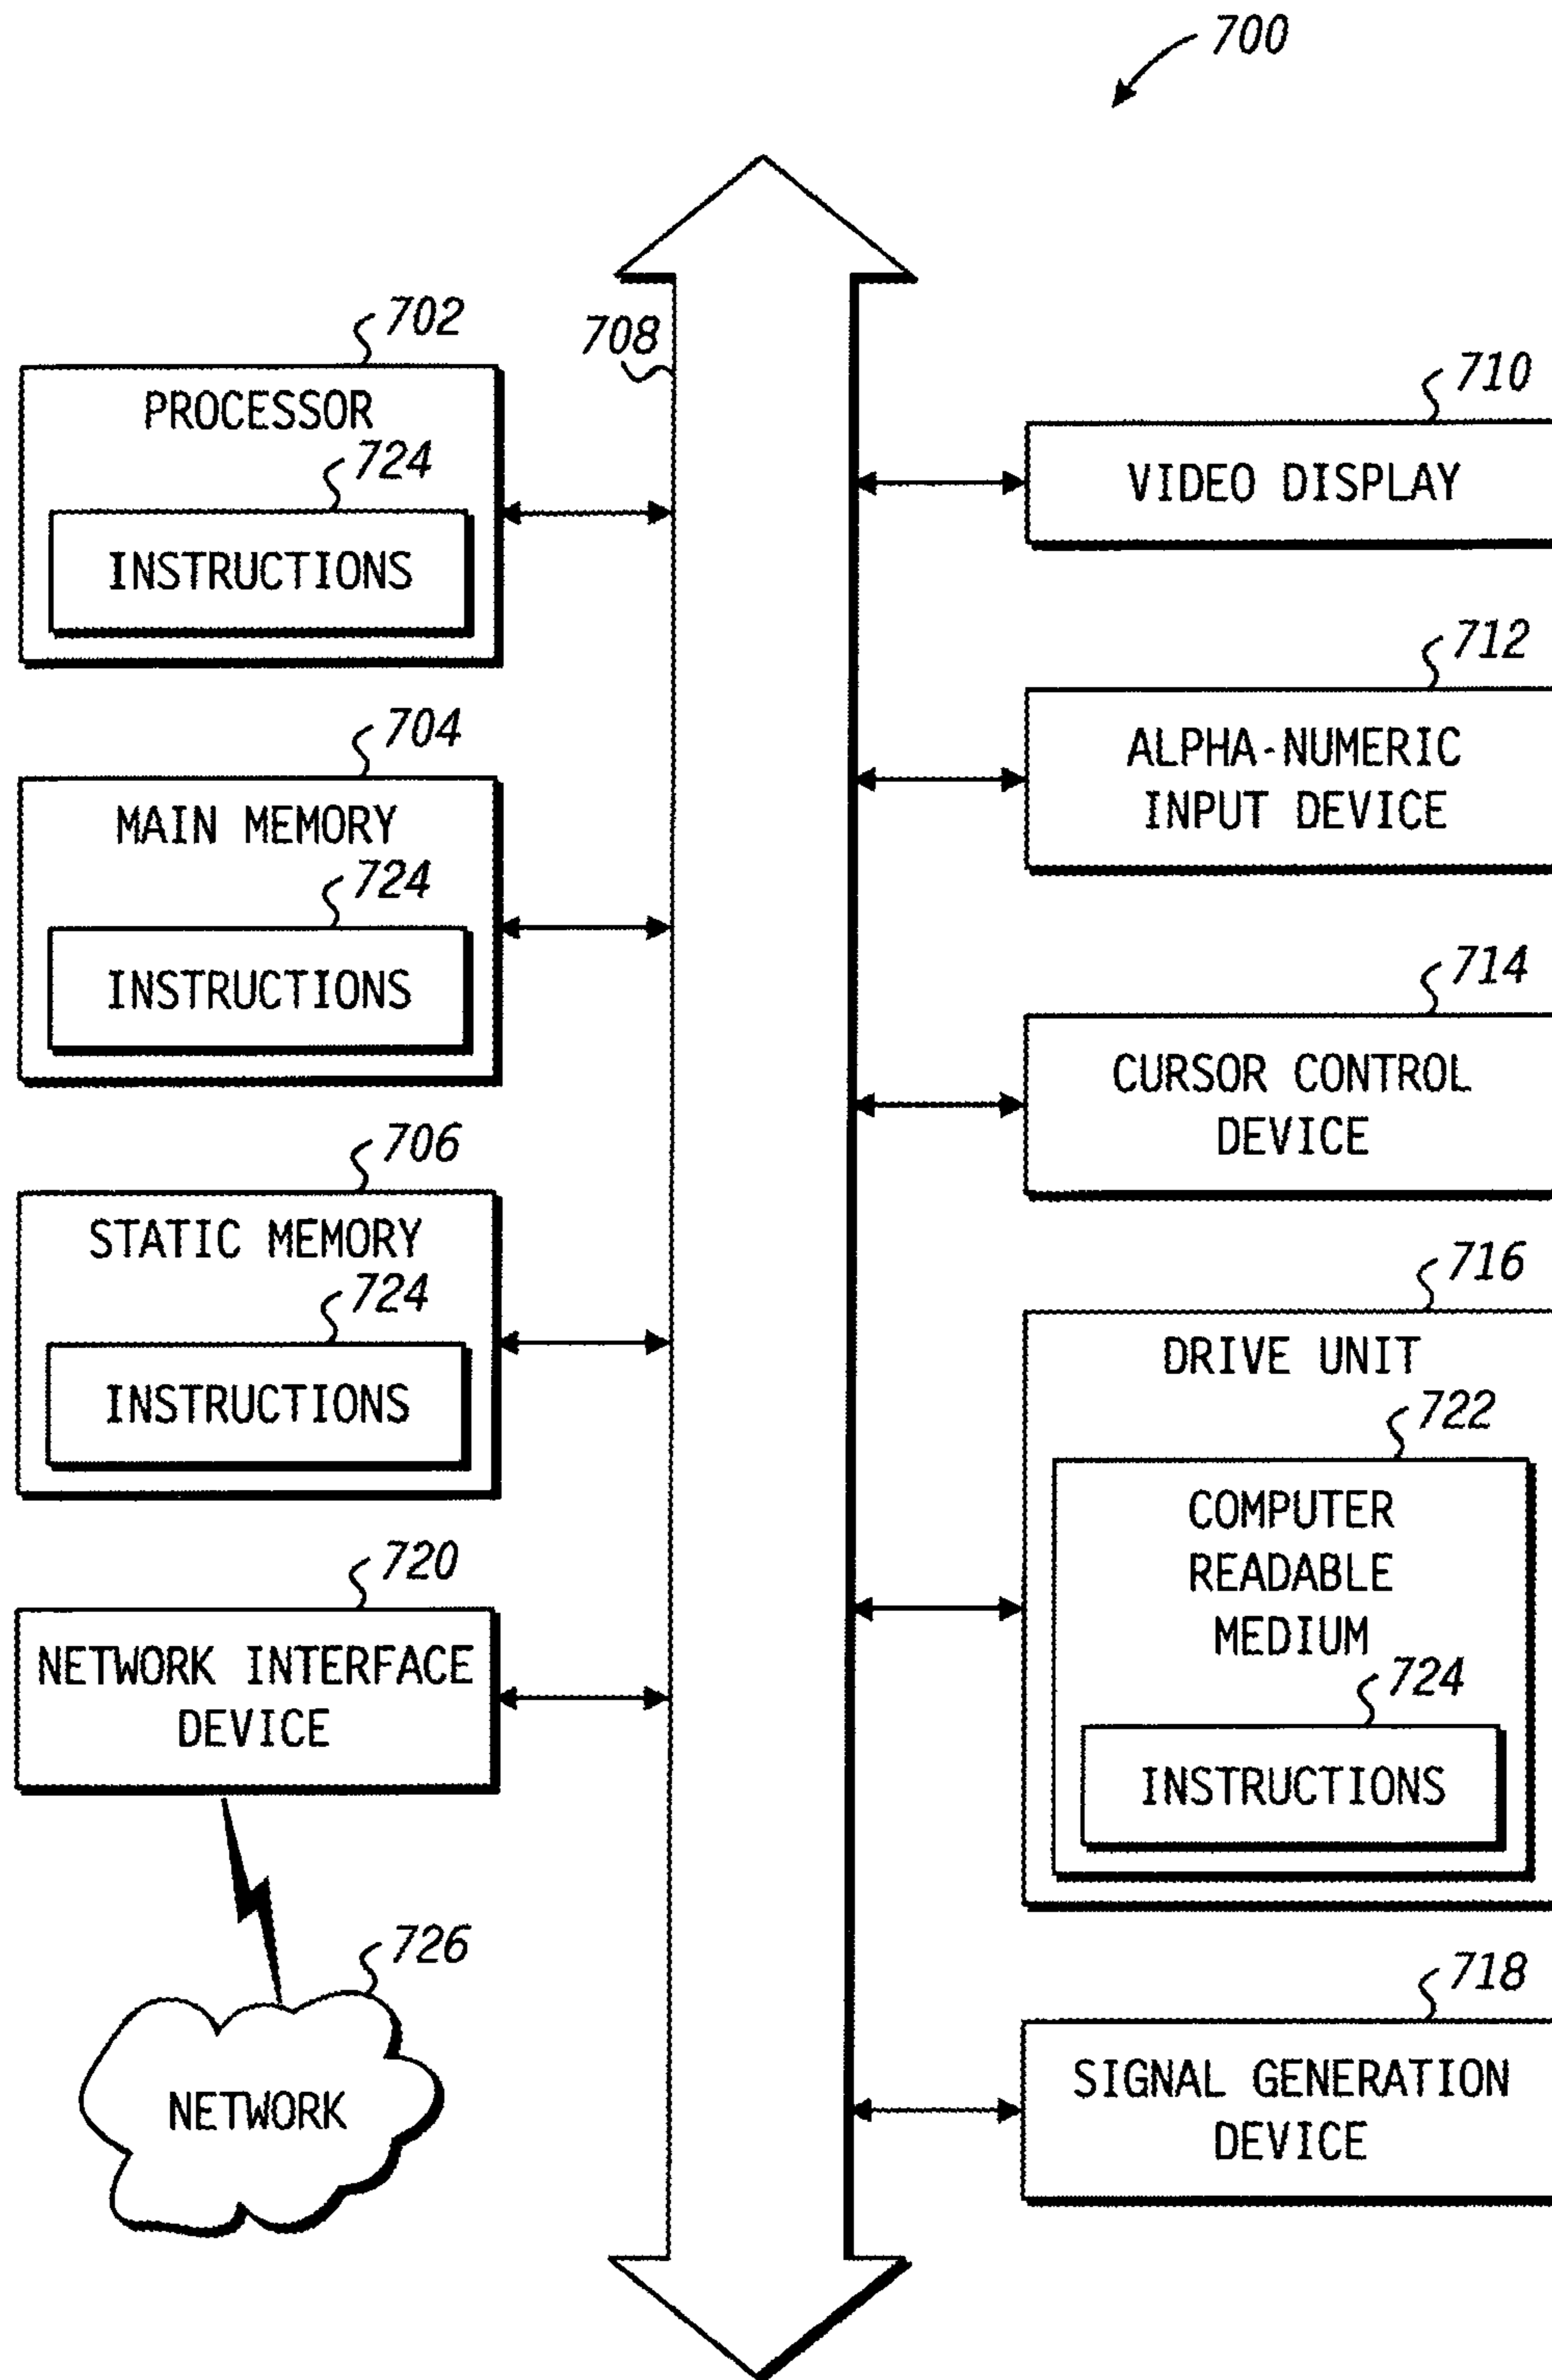 700
702
PROCESSOR
724
INSTRUCTIONS
704
MAIN MEMORY
724
INSTRUCTIONS
706
STATIC MEMORY
724
INSTRUCTIONS
720
NETWORK INTERFACE
DEVICE
726
NETWORK
708
710
VIDEO DISPLAY
712
ALPHA-NUMERIC
INPUT DEVICE
714
CURSOR CONTROL
DEVICE
716
DRIVE UNIT
722
COMPUTER
READABLE
MEDIUM
724
INSTRUCTIONS
718
SIGNAL GENERATION
DEVICE